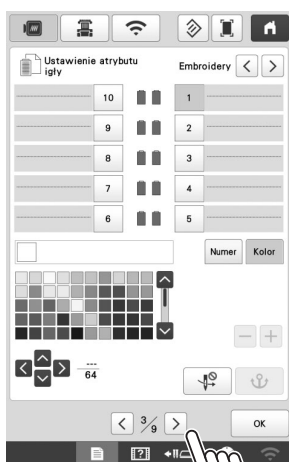 Ustawienie atrybutu
igły
Embroidery
10 1
9 2
8 3
7 4
6 5
Numer Kolor
---
64
3/9
OK